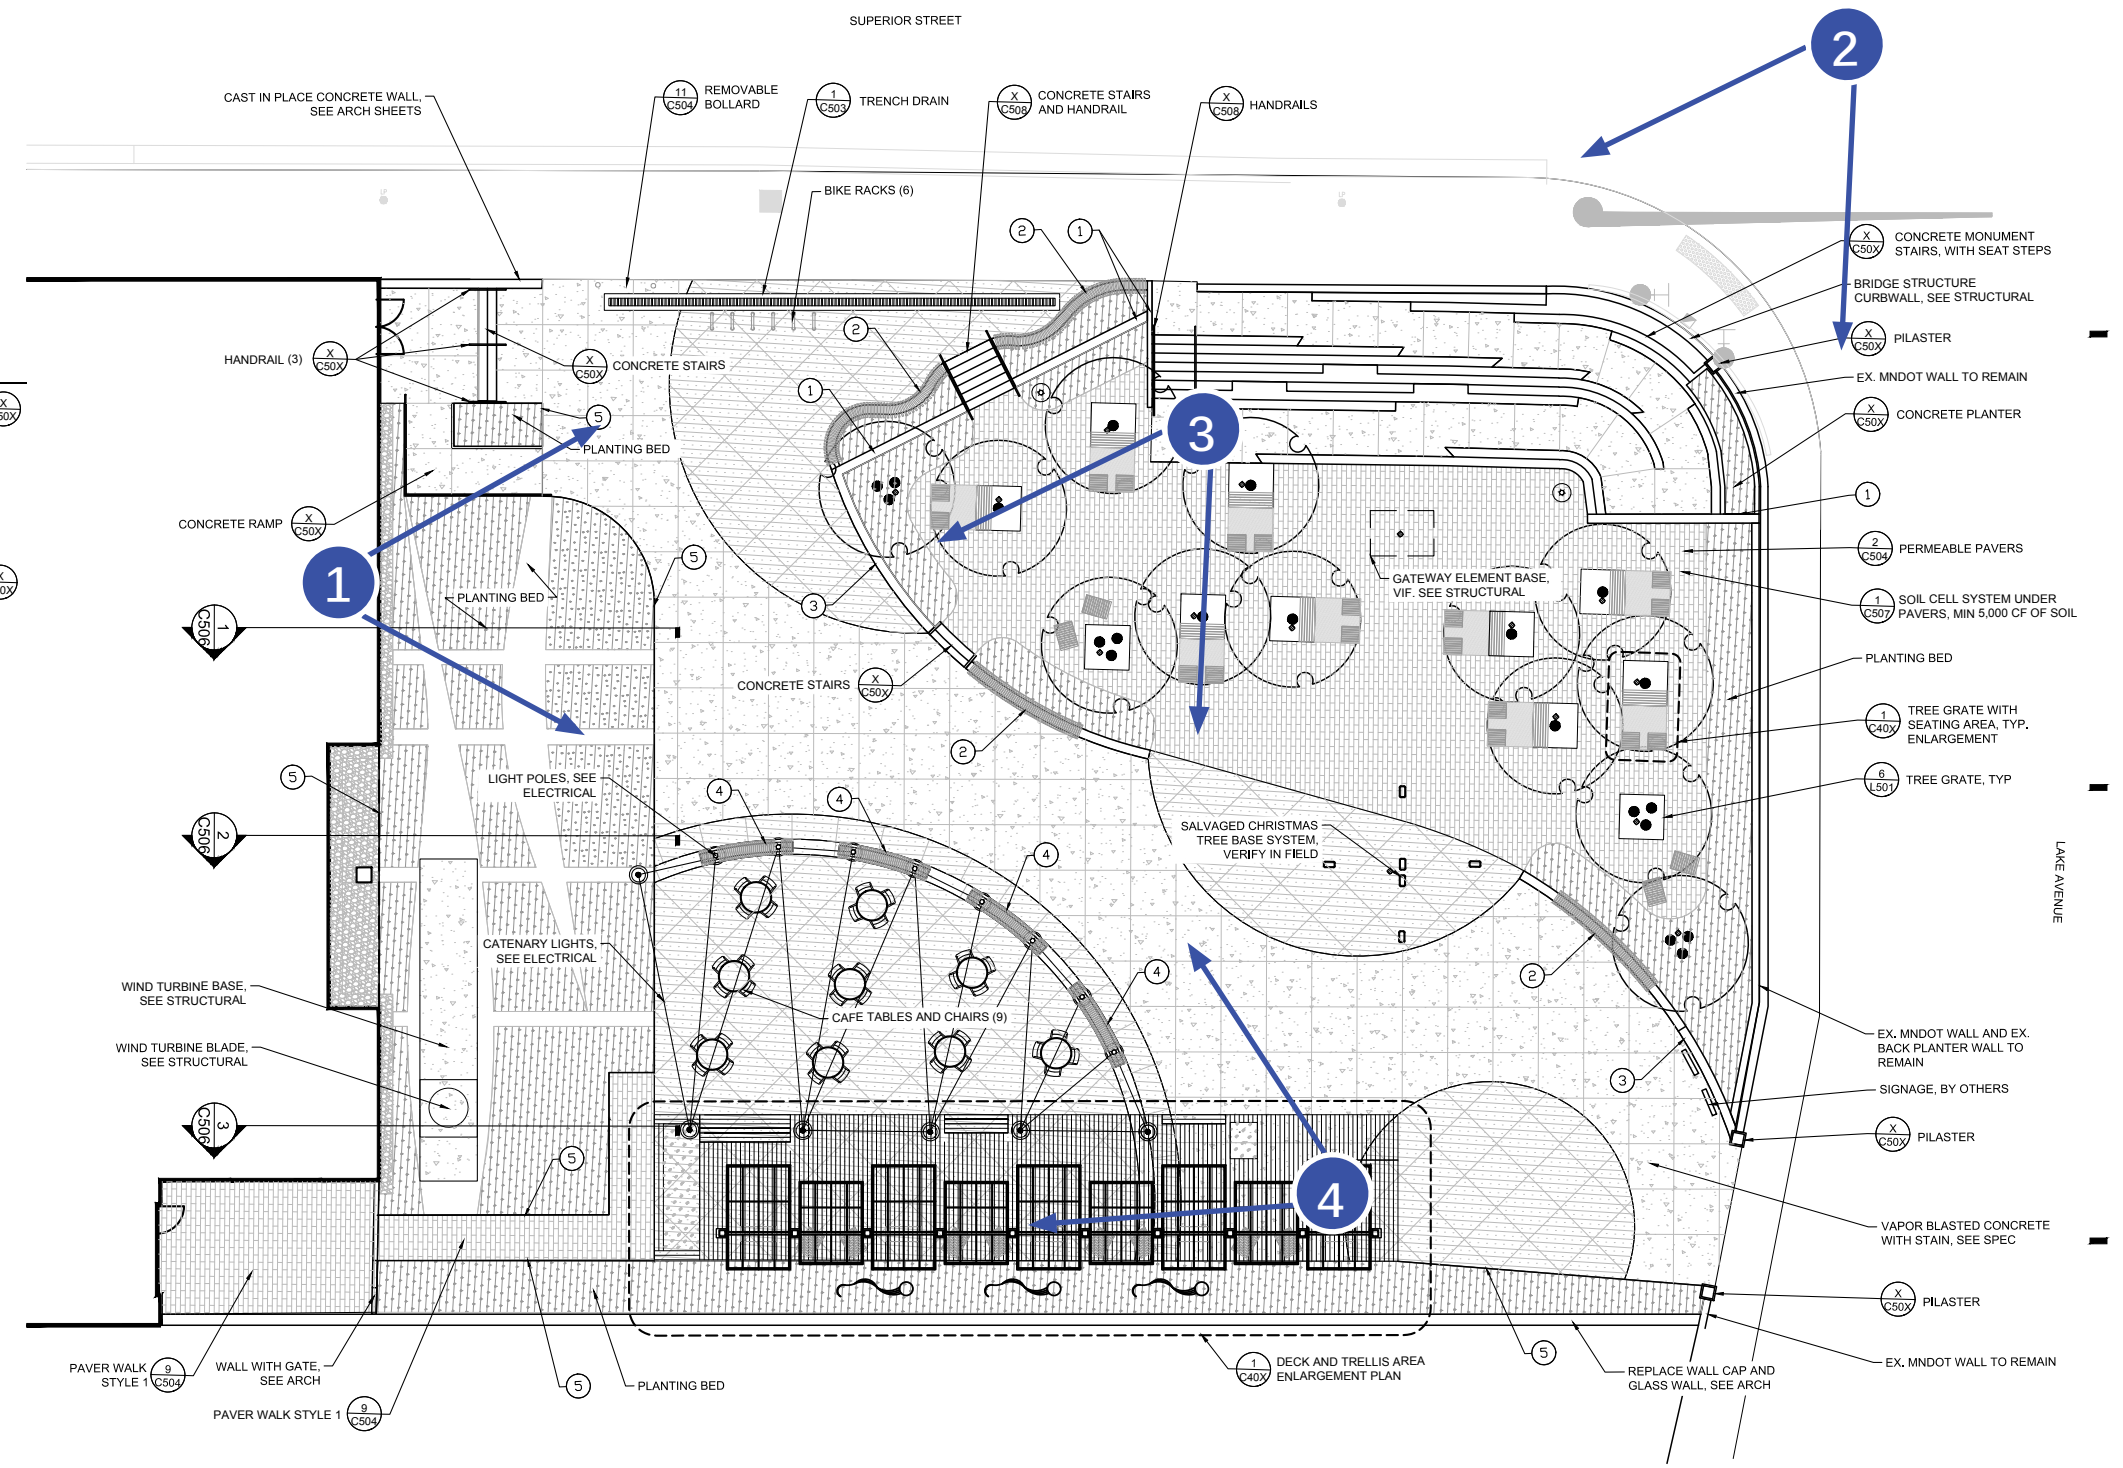 SUPERIOR STREET
2
CAST IN PLACE CONCRETE WALL,
SEE ARCH SHEETS
11
C504
REMOVABLE
BOLLARD
1
C503
TRENCH DRAIN
X
C508
CONCRETE STAIRS
AND HANDRAIL
X
C508
HANDRAILS
BIKE RACKS (6)
LP
LP
2
1
X
C50X
CONCRETE MONUMENT
STAIRS, WITH SEAT STEPS
BRIDGE STRUCTURE
CURBWALL, SEE STRUCTURAL
X
C50X
PILASTER
EX. MNDOT WALL TO REMAIN
X
C50X
CONCRETE PLANTER
HANDRAIL (3)
X
C50X
X
C50X
CONCRETE STAIRS
2
1
5
PLANTING BED
3
X
50X
CONCRETE RAMP
X
C50X
1
1
5
2
C504
PERMEABLE PAVERS
X
0X
PLANTING BED
3
GATEWAY ELEMENT BASE,
VIF. SEE STRUCTURAL
1
C507
SOIL CELL SYSTEM UNDER
PAVERS, MIN 5,000 CF OF SOIL
1
C506
CONCRETE STAIRS
X
C50X
PLANTING BED
2
1
C40X
TREE GRATE WITH
SEATING AREA, TYP.
ENLARGEMENT
5
LIGHT POLES, SEE
ELECTRICAL
4
4
6
L501
TREE GRATE, TYP
2
C506
SALVAGED CHRISTMAS
TREE BASE SYSTEM,
VERIFY IN FIELD
4
LAKE AVENUE
CATENARY LIGHTS,
SEE ELECTRICAL
4
2
WIND TURBINE BASE,
SEE STRUCTURAL
CAFE TABLES AND CHAIRS (9)
EX. MNDOT WALL AND EX.
BACK PLANTER WALL TO
REMAIN
WIND TURBINE BLADE,
SEE STRUCTURAL
3
SIGNAGE, BY OTHERS
3
C506
X
C50X
PILASTER
5
4
VAPOR BLASTED CONCRETE
WITH STAIN, SEE SPEC
X
C50X
PILASTER
PAVER WALK
STYLE 1
9
C504
WALL WITH GATE,
SEE ARCH
5
PLANTING BED
1
C40X
DECK AND TRELLIS AREA
ENLARGEMENT PLAN
5
REPLACE WALL CAP AND
GLASS WALL, SEE ARCH
EX. MNDOT WALL TO REMAIN
PAVER WALK STYLE 1
9
C504